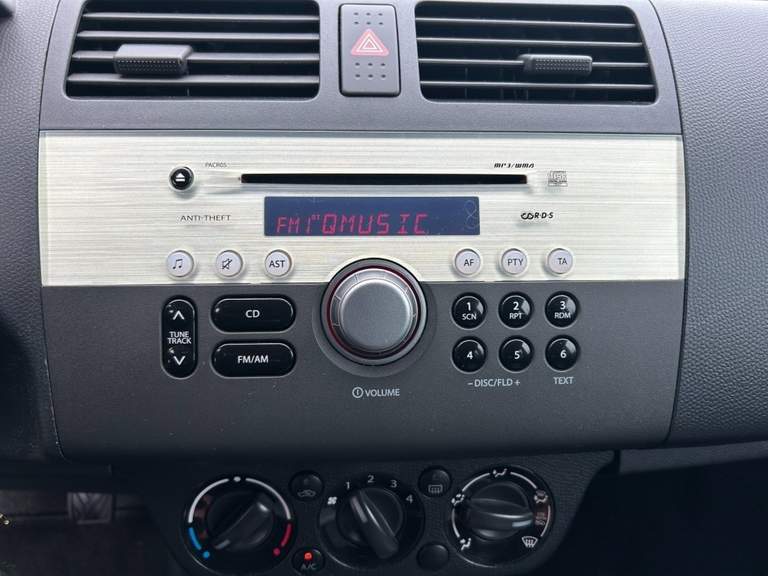 PACR05
MP3/WMA
ANTI-THEFT
FM1 ST QMUSIC
R·D·S
AST
AF
PTY
TA
TUNE
TRACK
CD
FM/AM
VOLUME
1
SCN
2
RPT
3
RDM
4
5
6
– DISC/FLD +
TEXT
1
2
3
4
A/C